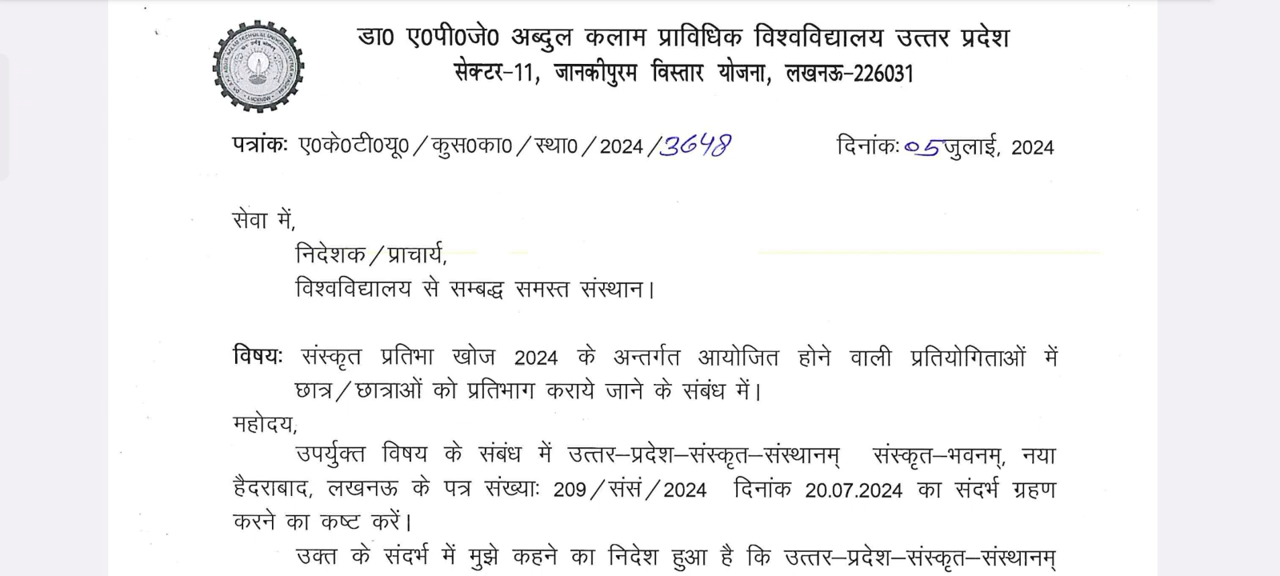 डा0 ए0पी0जे0 अब्दुल कलाम प्राविधिक विश्वविद्यालय उत्तर प्रदेश
सेक्टर-11, जानकीपुरम विस्तार योजना, लखनऊ-226031
पत्रांकः ए0के0टी0यू0/कुस0का0/स्था0/2024/3648 दिनांकः 05 जुलाई, 2024
सेवा में,
निदेशक/प्राचार्य,
विश्वविद्यालय से सम्बद्ध समस्त संस्थान।
विषयः संस्कृत प्रतिभा खोज 2024 के अन्तर्गत आयोजित होने वाली प्रतियोगिताओं में
छात्र/छात्राओं को प्रतिभाग कराये जाने के संबंध में।
महोदय,
उपर्युक्त विषय के संबंध में उत्तर-प्रदेश-संस्कृत-संस्थानम् संस्कृत-भवनम्, नया
हैदराबाद, लखनऊ के पत्र संख्याः 209/संसं/2024 दिनांक 20.07.2024 का संदर्भ ग्रहण
करने का कष्ट करें।
उक्त के संदर्भ में मुझे कहने का निदेश हुआ है कि उत्तर-प्रदेश-संस्कृत-संस्थानम्